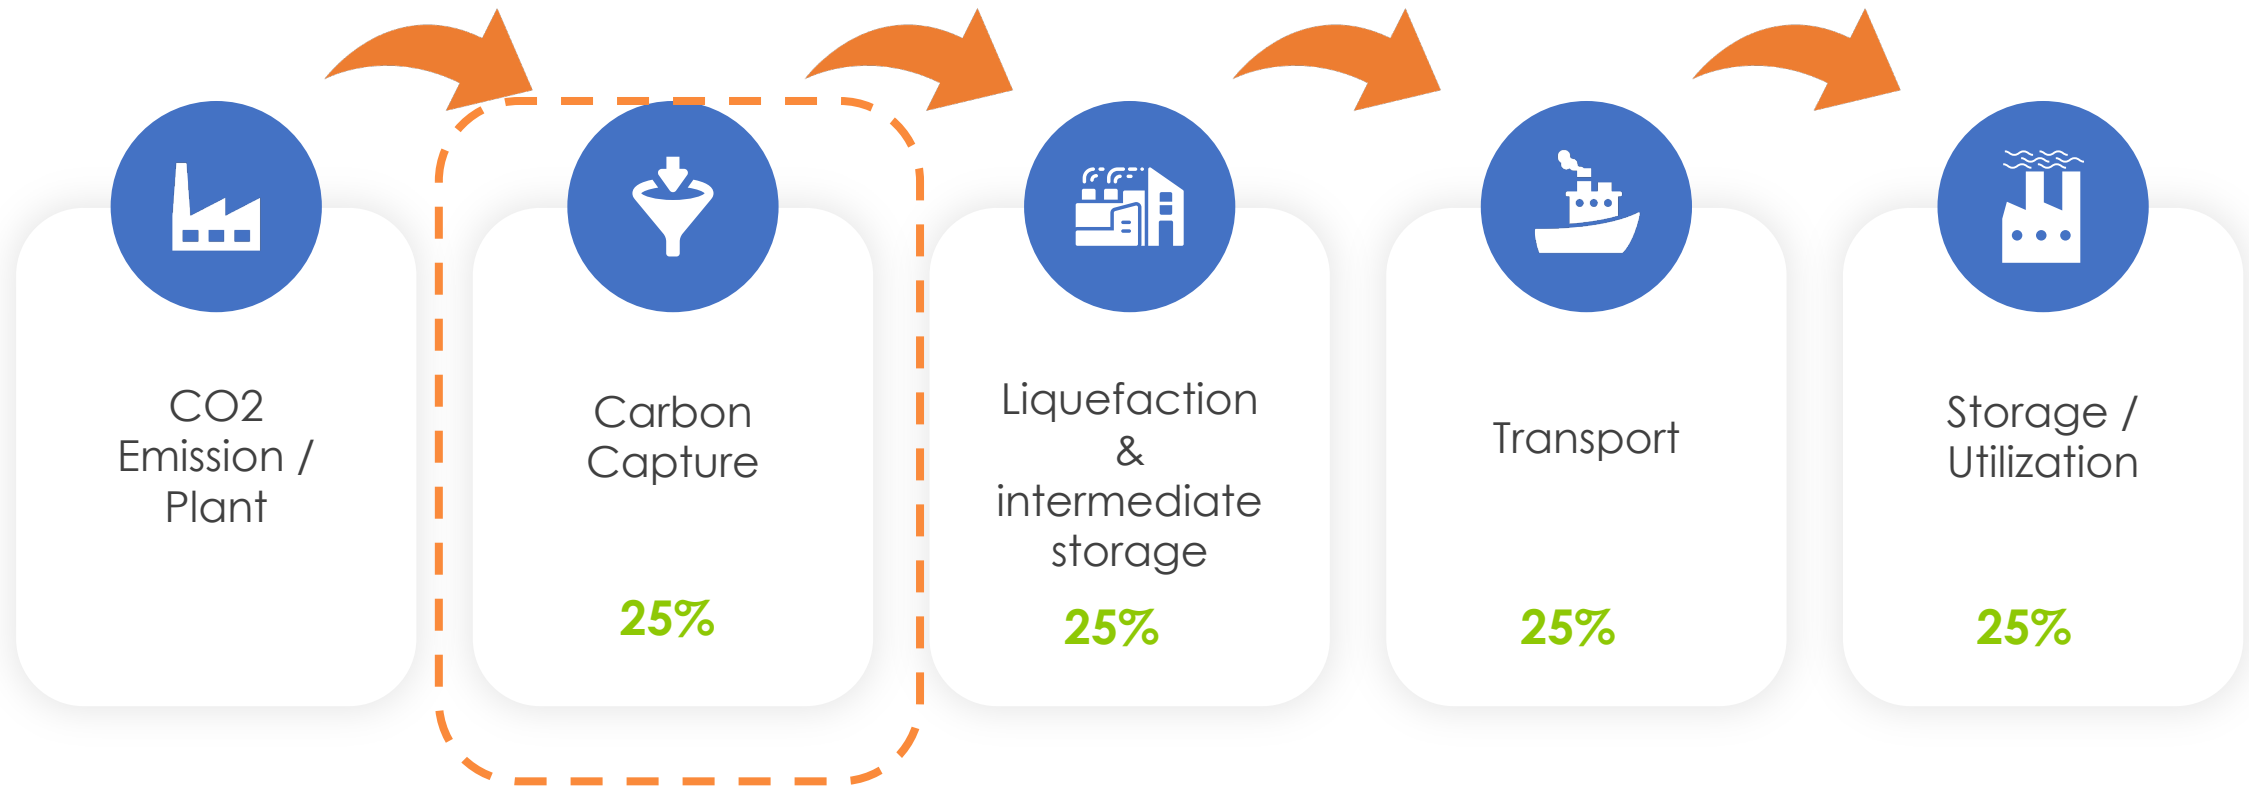 CO2
Emission /
Plant
Carbon
Capture
25%
Liquefaction
&
intermediate
storage
25%
Transport
25%
Storage /
Utilization
25%